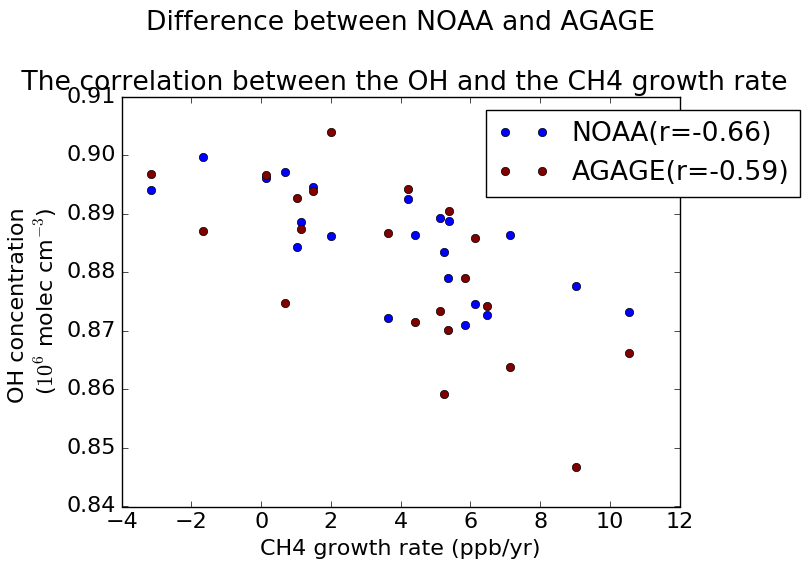 Difference between NOAA and AGAGE
The correlation between the OH and the CH4 growth rate
NOAA(r=-0.66)
AGAGE(r=-0.59)
0.91
0.90
0.89
0.88
0.87
0.86
0.85
0.84
OH concentration
(10⁶ molec cm⁻³)
−4
−2
0
2
4
6
8
10
12
CH4 growth rate (ppb/yr)